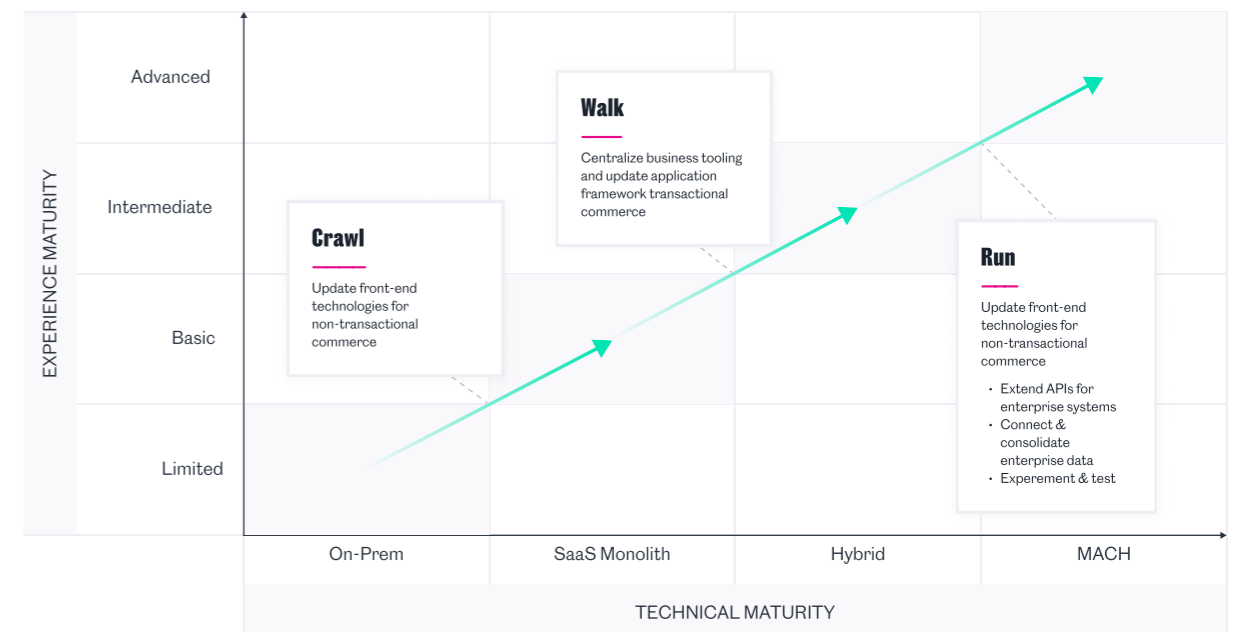 EXPERIENCE MATURITY
Advanced
Intermediate
Basic
Limited
Crawl
Update front-end
technologies for
non-transactional
commerce
Walk
Centralize business tooling
and update application
framework transactional
commerce
Run
Update front-end
technologies for
non-transactional
commerce
• Extend APIs for
enterprise systems
• Connect &
consolidate
enterprise data
• Experement & test
On-Prem
SaaS Monolith
Hybrid
MACH
TECHNICAL MATURITY